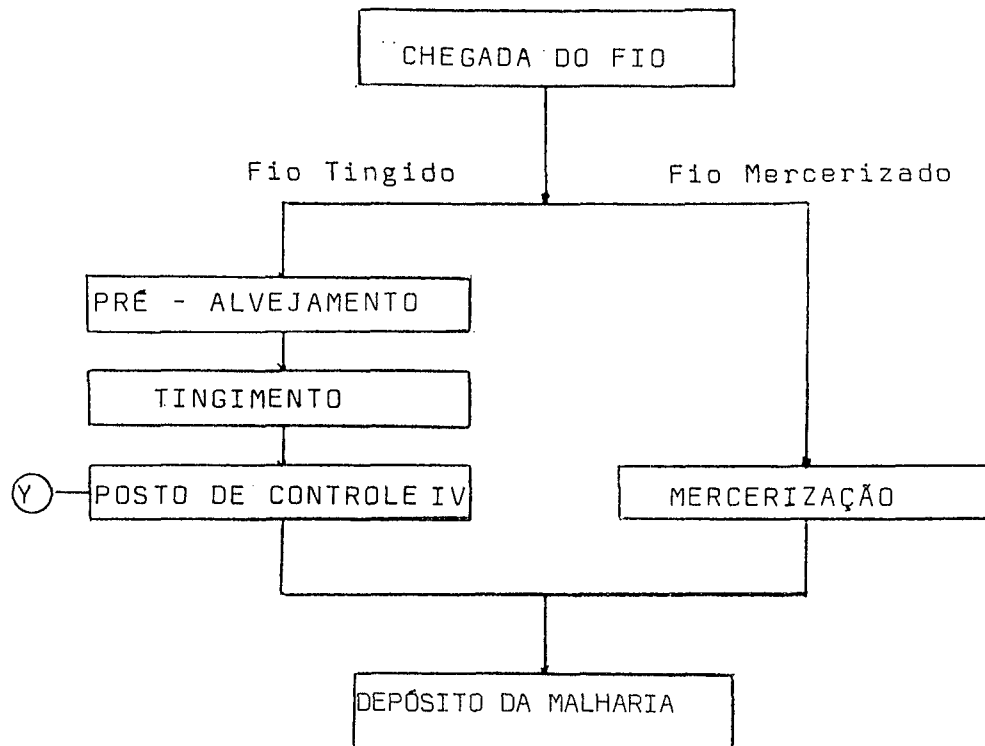 CHEGADA DO FIO
Fio Tingido
Fio Mercerizado
PRÉ - ALVEJAMENTO
TINGIMENTO
Y
POSTO DE CONTROLE IV
MERCERIZAÇÃO
DEPÓSITO DA MALHARIA